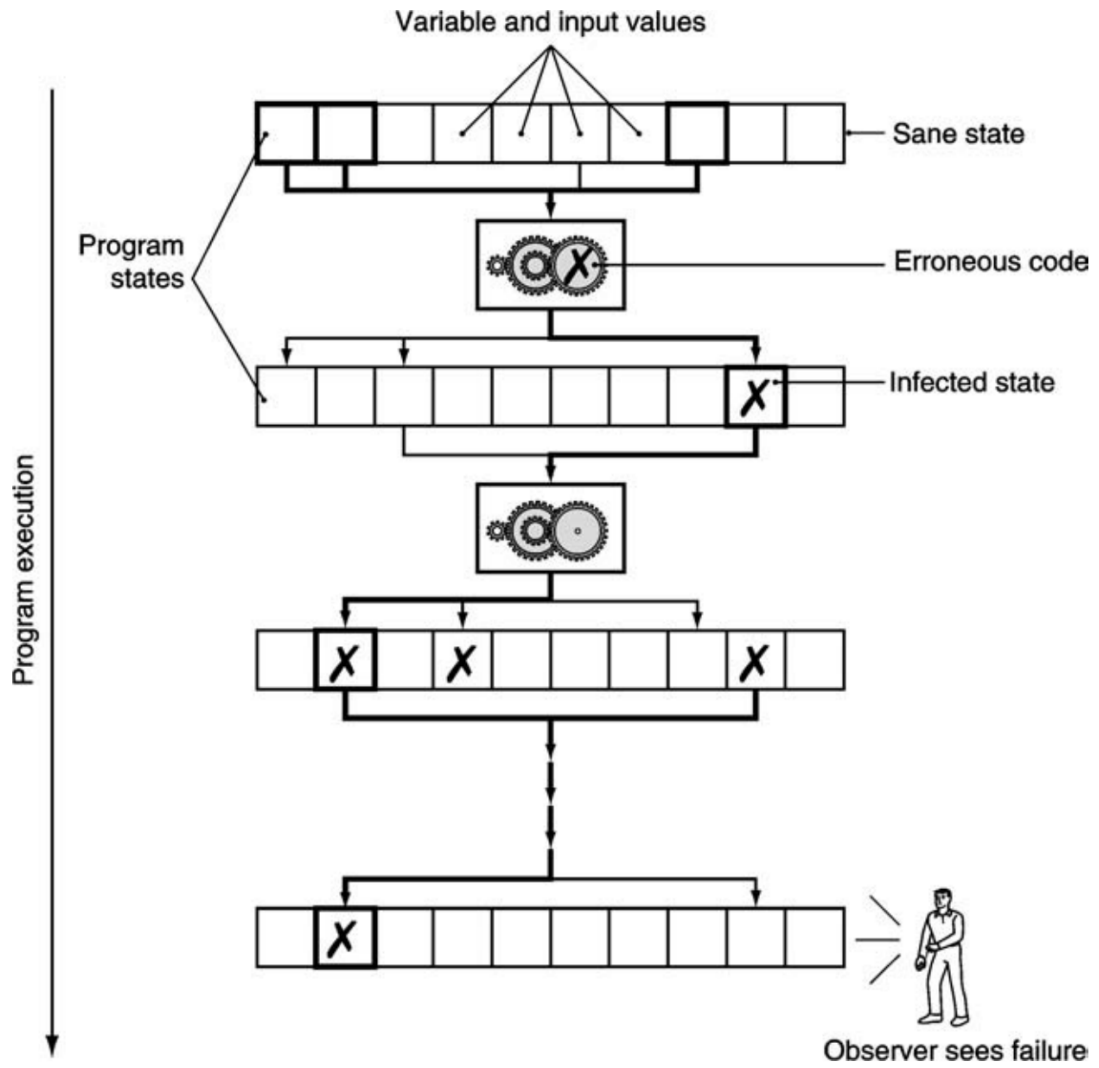 Variable and input values
Sane state
Program
states
Erroneous code
Infected state
Program execution
Observer sees failure